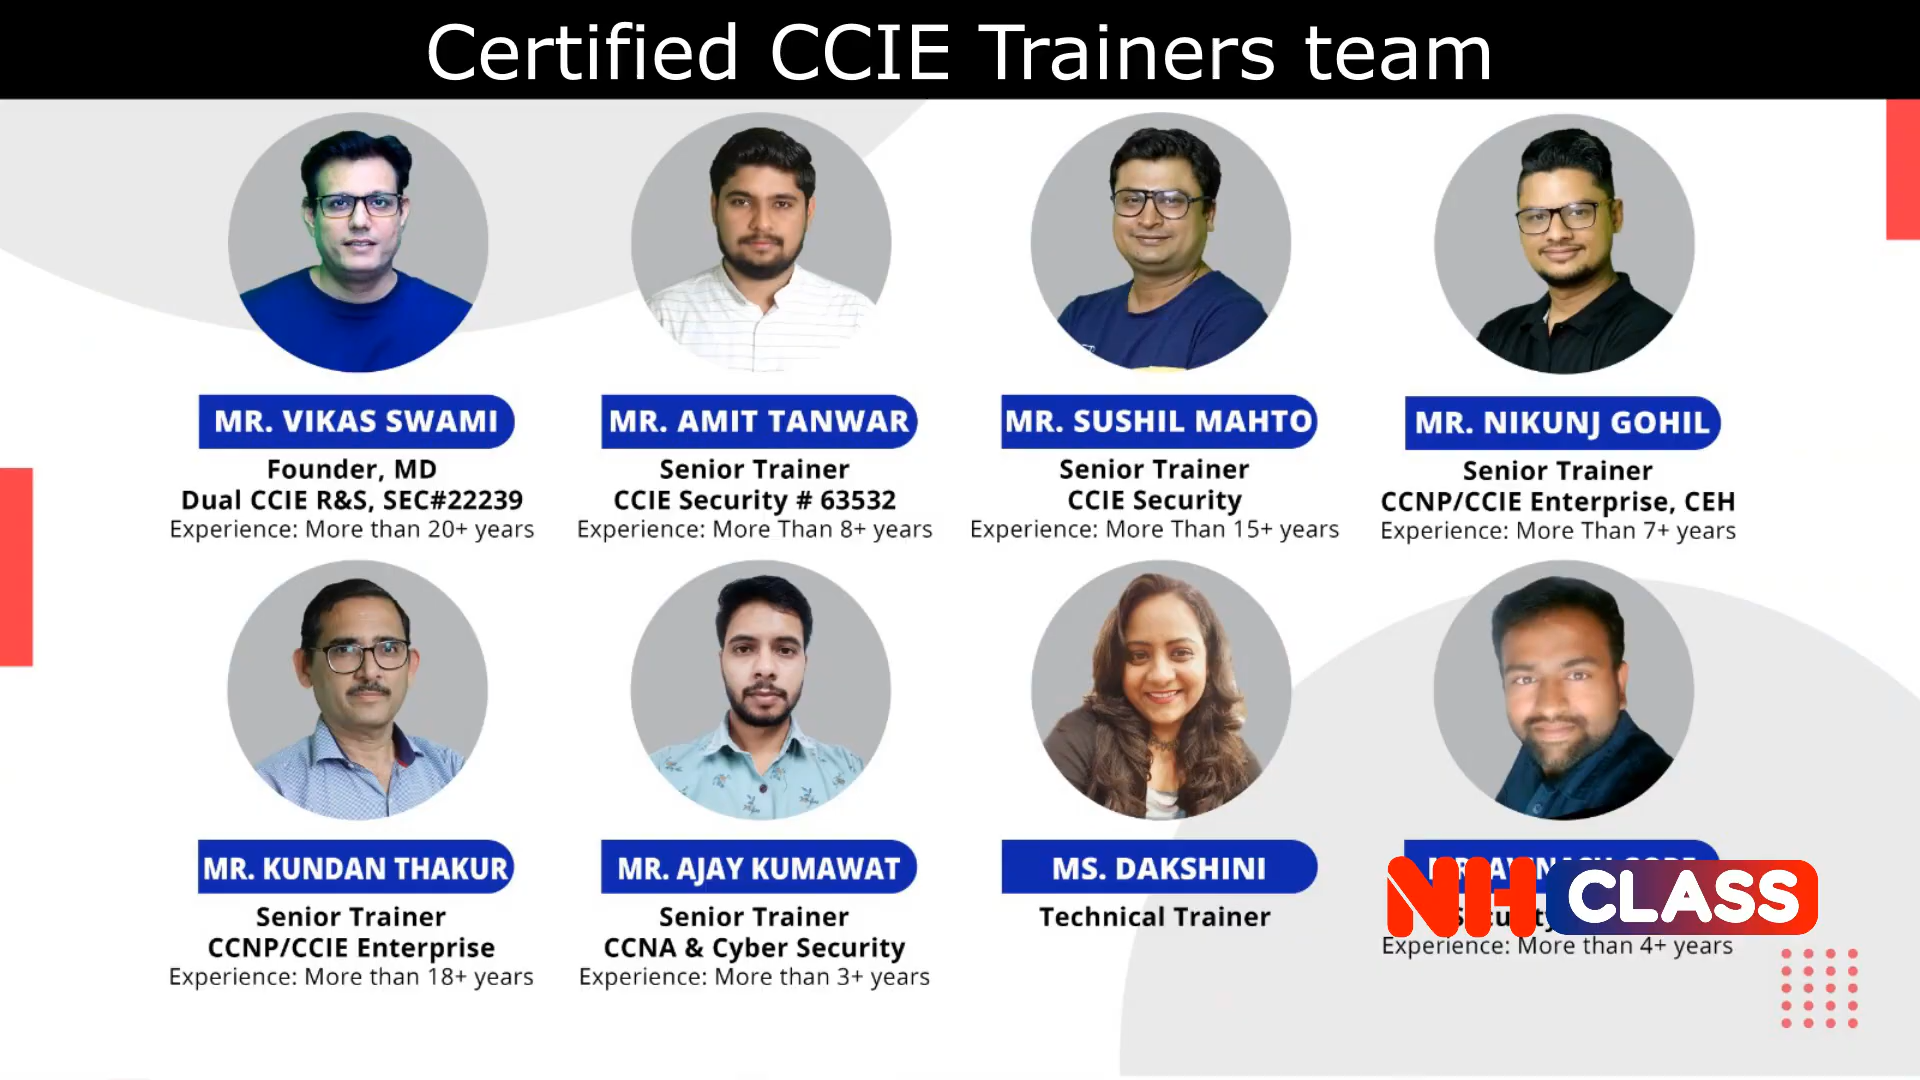 Certified CCIE Trainers team
MR. VIKAS SWAMI
Founder, MD
Dual CCIE R&S, SEC#22239
Experience: More than 20+ years
MR. AMIT TANWAR
Senior Trainer
CCIE Security # 63532
Experience: More Than 8+ years
MR. SUSHIL MAHTO
Senior Trainer
CCIE Security
Experience: More Than 15+ years
MR. NIKUNJ GOHIL
Senior Trainer
CCNP/CCIE Enterprise, CEH
Experience: More Than 7+ years
MR. KUNDAN THAKUR
Senior Trainer
CCNP/CCIE Enterprise
Experience: More than 18+ years
MR. AJAY KUMAWAT
Senior Trainer
CCNA & Cyber Security
Experience: More than 3+ years
MS. DAKSHINI
Technical Trainer
NH CLASS
Experience: More than 4+ years